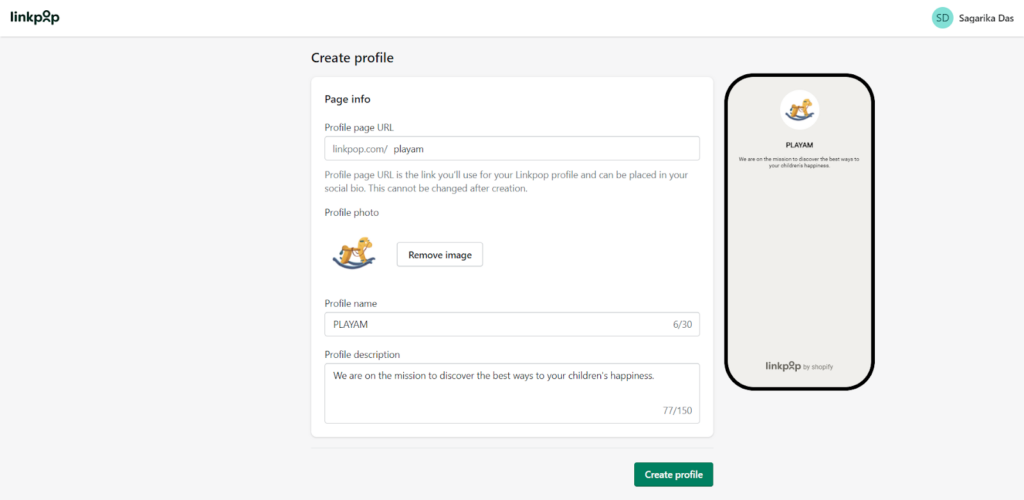 linkpop
SD Sagarika Das
Create profile
Page info
Profile page URL
linkpop.com/ playam
Profile page URL is the link you'll use for your Linkpop profile and can be placed in your
social bio. This cannot be changed after creation.
Profile photo
Remove image
Profile name
PLAYAM 6/30
Profile description
We are on the mission to discover the best ways to your children's happiness.
77/150
Create profile
PLAYAM
We are on the mission to discover the best ways to
your children's happiness.
linkpop by shopify